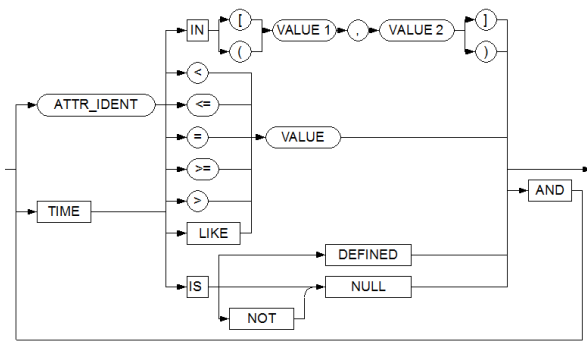 IN [ VALUE 1 , VALUE 2 ]
( )
<
ATTR_IDENT <=
= VALUE
>=
>
AND
TIME
LIKE
DEFINED
IS NULL
NOT